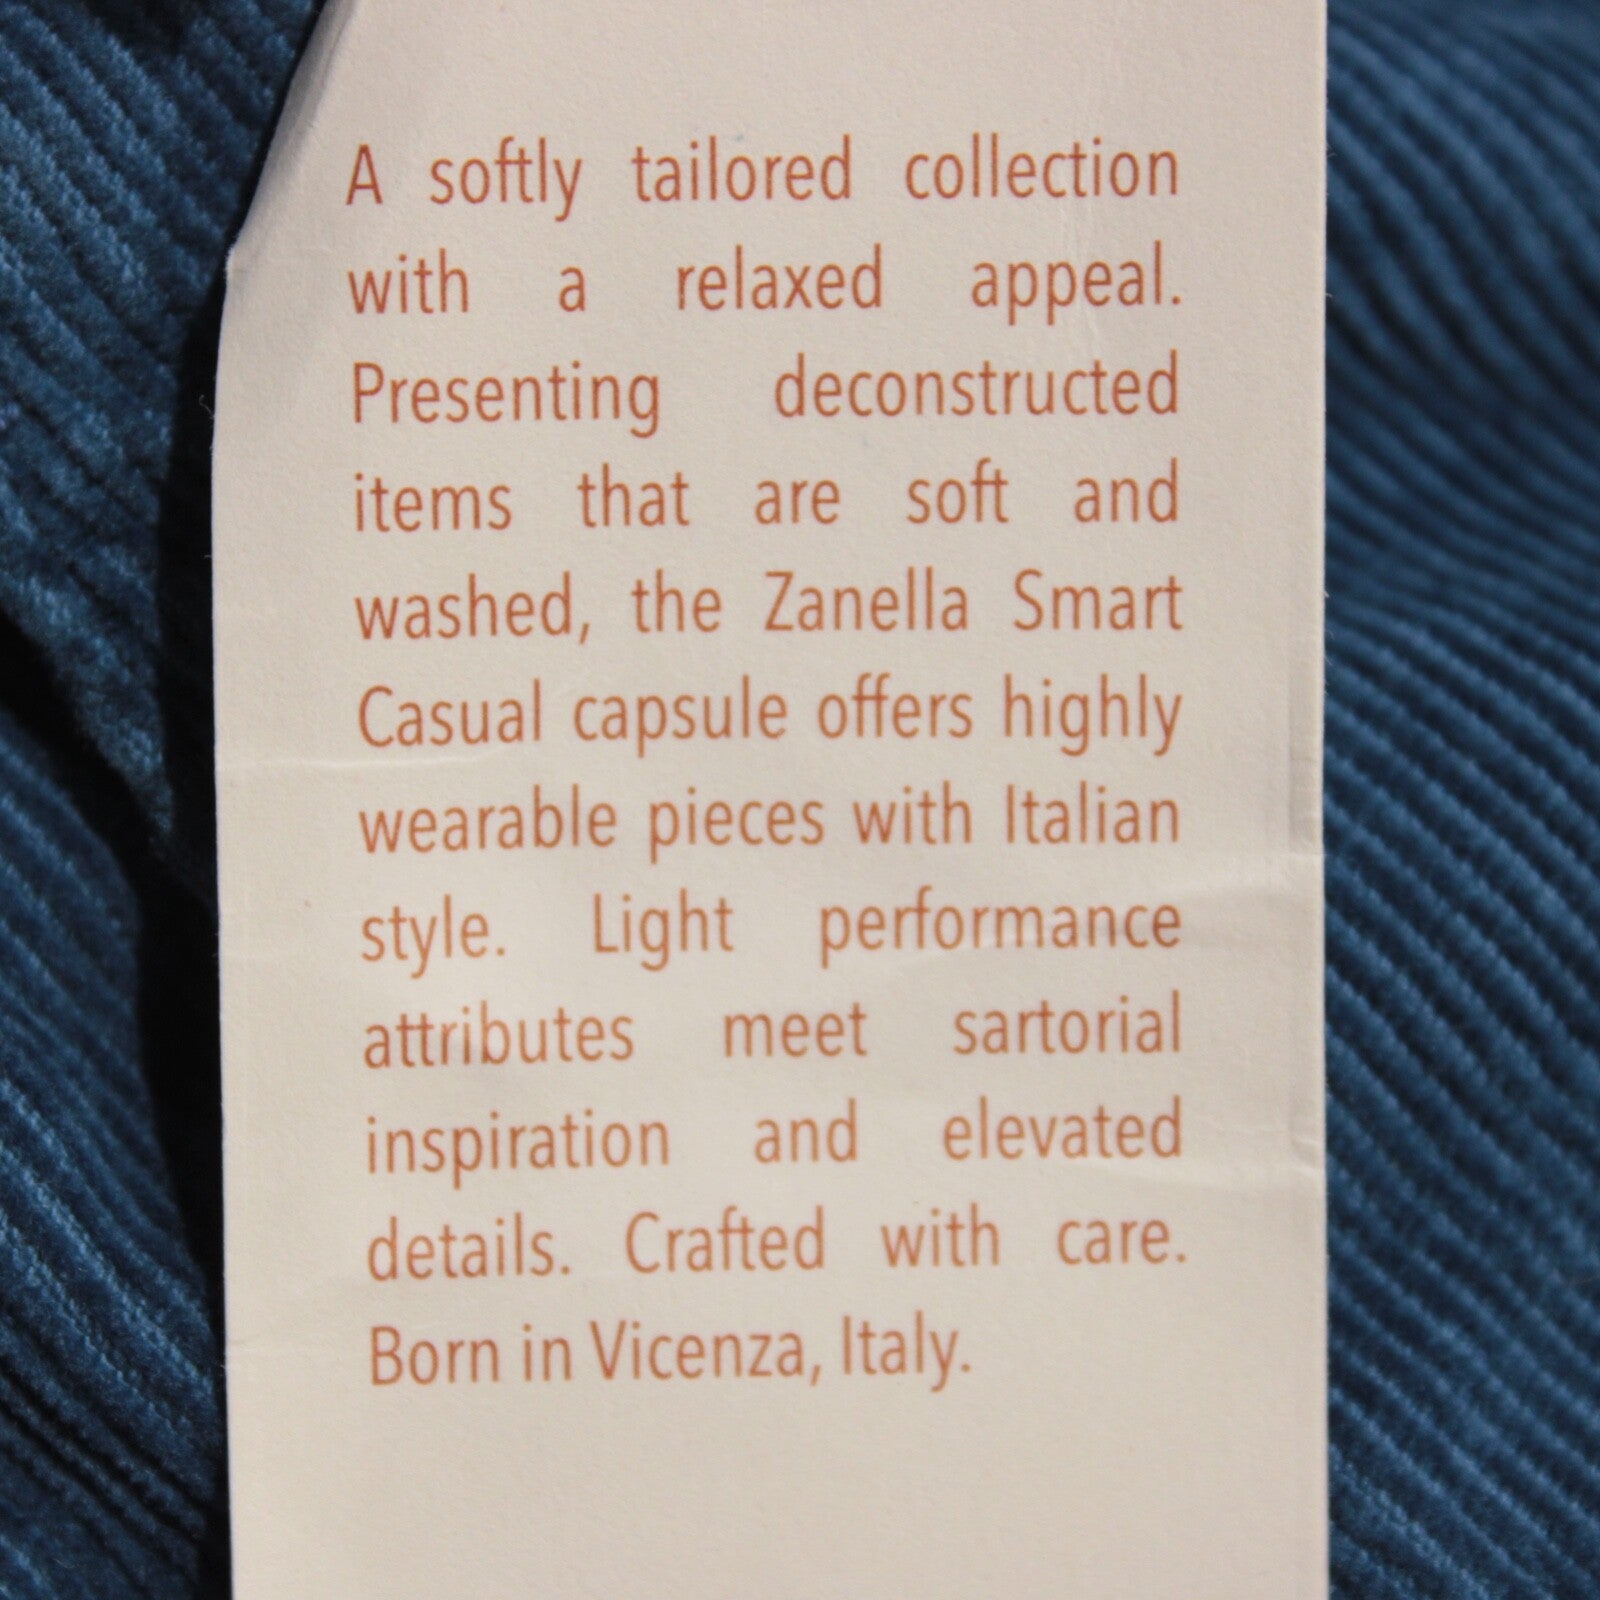 A softly tailored collection
with a relaxed appeal.
Presenting deconstructed
items that are soft and
washed, the Zanella Smart
Casual capsule offers highly
wearable pieces with Italian
style. Light performance
attributes meet sartorial
inspiration and elevated
details. Crafted with care.
Born in Vicenza, Italy.